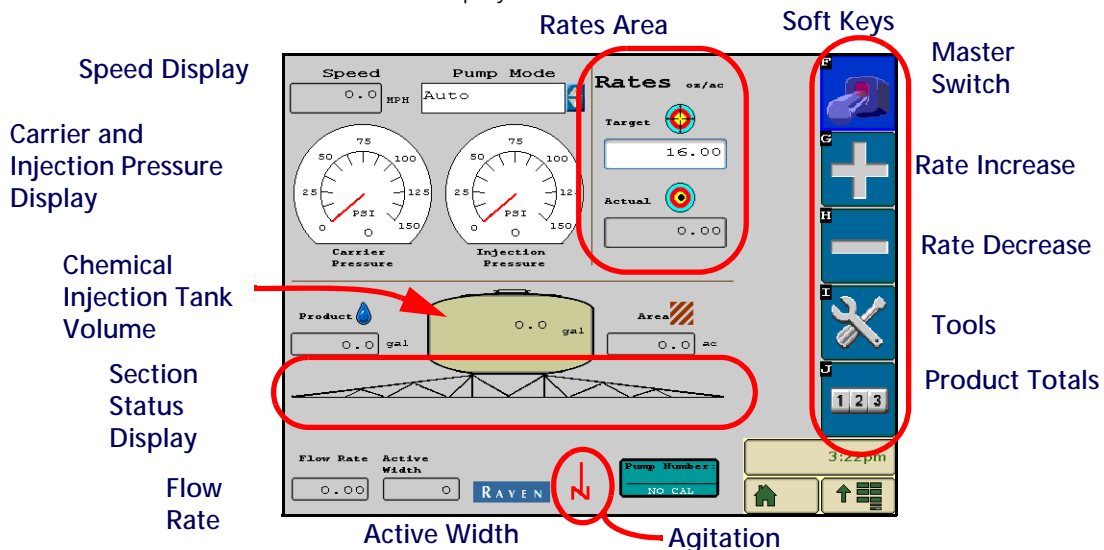 Rates Area
Soft Keys
Speed Display
Master
Switch
Carrier and
Injection Pressure
Display
Rate Increase
Rate Decrease
Chemical
Injection Tank
Volume
Tools
Section
Status
Display
Product Totals
Flow
Rate
Active Width
Agitation
Speed
0.0 MPH
Pump Mode
Auto
Rates oz/ac
Target
16.00
Actual
0.00
0 25 50 75 100 125 150
PSI
0
Carrier
Pressure
0 25 50 75 100 12 150
PSI
0
Injection
Pressure
Product
0.0 gal
0.0 gal
Area
0.0 ac
Flow Rate
0.00
Active
Width
0
RAVEN
Pump Number:
NO CAL
F
G
H
I
J
1 2 3
3:22pm